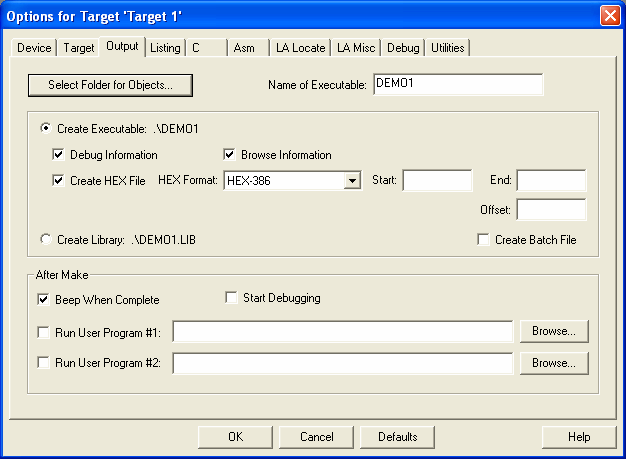 Options for Target 'Target 1'
Device Target Output Listing C Asm LA Locate LA Misc Debug Utilities
Select Folder for Objects... Name of Executable: DEMO1
Create Executable: .\DEMO1
Debug Information Browse Information
Create HEX File HEX Format: HEX-386 Start: End:
Offset:
Create Library: .\DEMO1.LIB Create Batch File
After Make
Beep When Complete Start Debugging
Run User Program #1: Browse...
Run User Program #2: Browse...
OK Cancel Defaults Help